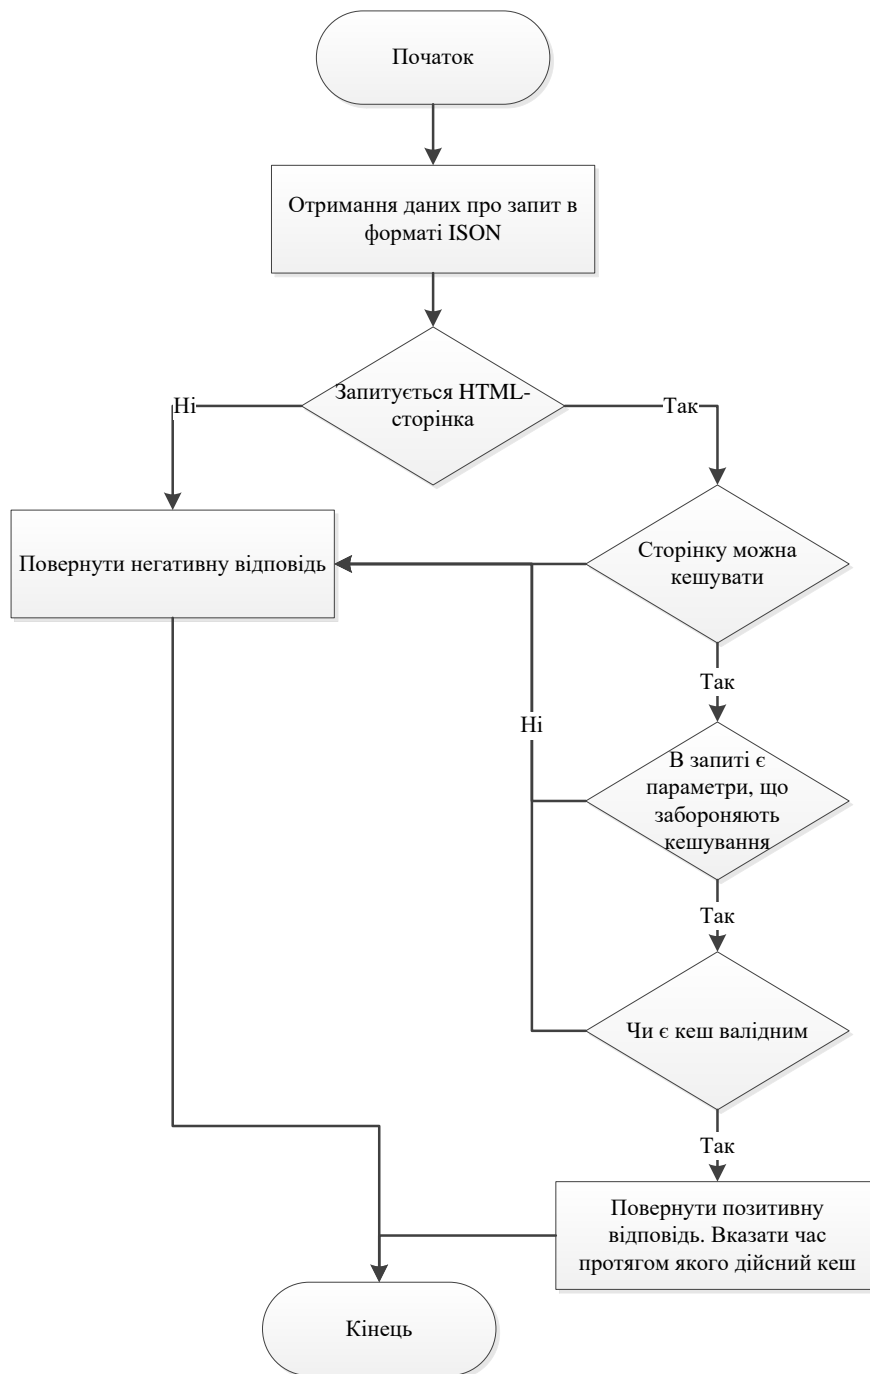 Початок
Отримання даних про запит в
форматі ISON
Запитується HTML-
сторінка
Ні
Так
Повернути негативну відповідь
Сторінку можна
кешувати
Так
Ні
В запиті є
параметри, що
забороняють
кешування
Так
Чи є кеш валідним
Так
Повернути позитивну
відповідь. Вказати час
протягом якого дійсний кеш
Кінець